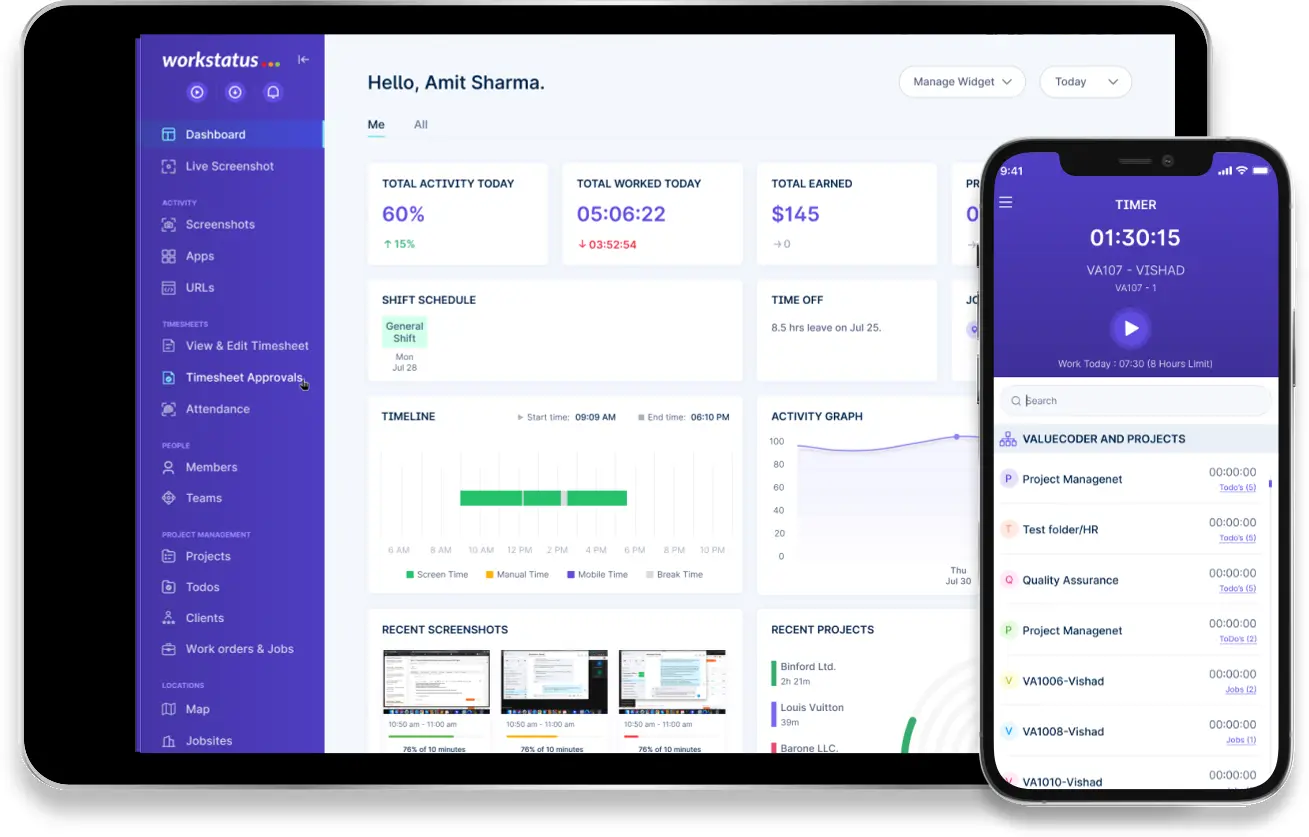 workstatus
Hello, Amit Sharma.
Manage Widget
Today
Me
All
Dashboard
Live Screenshot
ACTIVITY
Screenshots
Apps
URLs
TIMESHEETS
View & Edit Timesheet
Timesheet Approvals
Attendance
PEOPLE
Members
Teams
PROJECT MANAGEMENT
Projects
Todos
Clients
Work orders & Jobs
LOCATIONS
Map
Jobsites
TOTAL ACTIVITY TODAY
60%
↑ 15%
TOTAL WORKED TODAY
05:06:22
↓ 03:52:54
TOTAL EARNED
$145
→ 0
PR
0
SHIFT SCHEDULE
General
Shift
Mon
Jul 28
TIME OFF
8.5 hrs leave on Jul 25.
JO
TIMELINE
Start time: 09:09 AM
End time: 06:10 PM
6 AM 8 AM 10 AM 12 PM 2 PM 4 PM 6 PM 8 PM 10 PM
Screen Time Manual Time Mobile Time Break Time
ACTIVITY GRAPH
100
80
60
40
20
0
Thu
Jul 30
RECENT SCREENSHOTS
10:50 am - 11:00 am
76% of 10 minutes
10:50 am - 11:00 am
76% of 10 minutes
10:50 am - 11:00 am
76% of 10 minutes
RECENT PROJECTS
Binford Ltd.
2h 21m
Louis Vuitton
39m
Barone LLC.
9:41
TIMER
01:30:15
VA107 - VISHAD
VA107 - 1
Work Today : 07:30 (8 Hours Limit)
Search
VALUECODER AND PROJECTS
P Project Managenet 00:00:00
Todo's (5)
T Test folder/HR 00:00:00
Todo's (5)
Q Quality Assurance 00:00:00
Todo's (5)
P Project Managenet 00:00:00
ToDo's (2)
V VA1006-Vishad 00:00:00
Jobs (2)
V VA1008-Vishad 00:00:00
Jobs (1)
V VA1010-Vishad 00:00:00